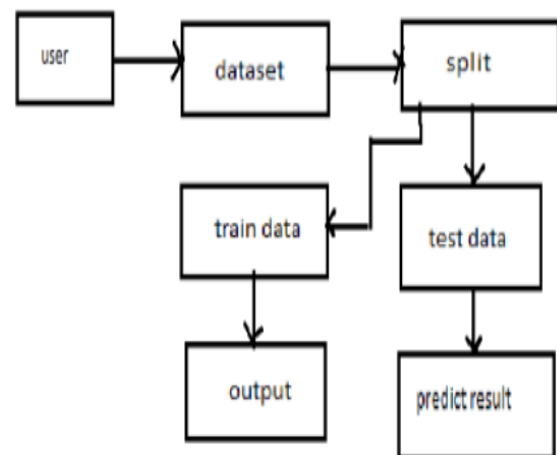 user
dataset
split
train data
test data
output
predict result